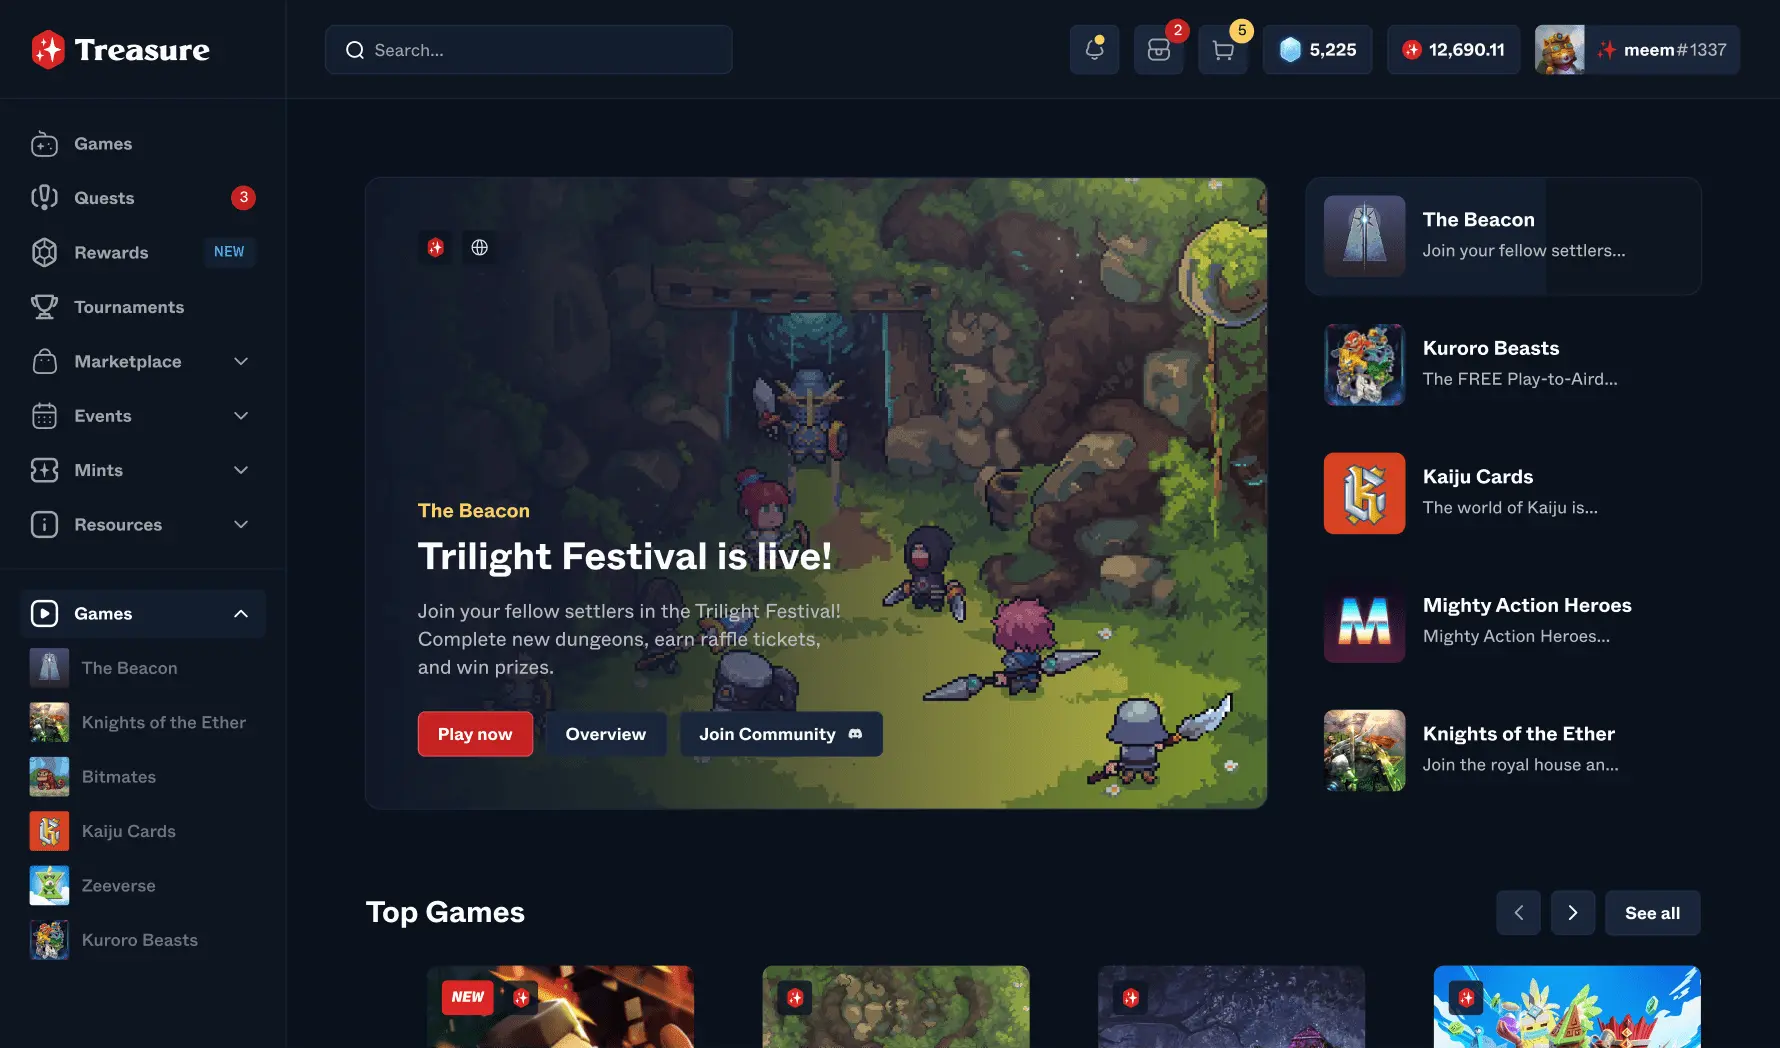 Treasure
Search...
2
5
5,225
12,690.11
meem#1337
Games
Quests
3
Rewards
NEW
Tournaments
Marketplace
Events
Mints
Resources
Games
The Beacon
Knights of the Ether
Bitmates
Kaiju Cards
Zeeverse
Kuroro Beasts
The Beacon
Trilight Festival is live!
Join your fellow settlers in the Trilight Festival!
Complete new dungeons, earn raffle tickets,
and win prizes.
Play now
Overview
Join Community
The Beacon
Join your fellow settlers...
Kuroro Beasts
The FREE Play-to-Aird...
Kaiju Cards
The world of Kaiju is...
M
Mighty Action Heroes
Mighty Action Heroes...
Knights of the Ether
Join the royal house an...
Top Games
See all
NEW